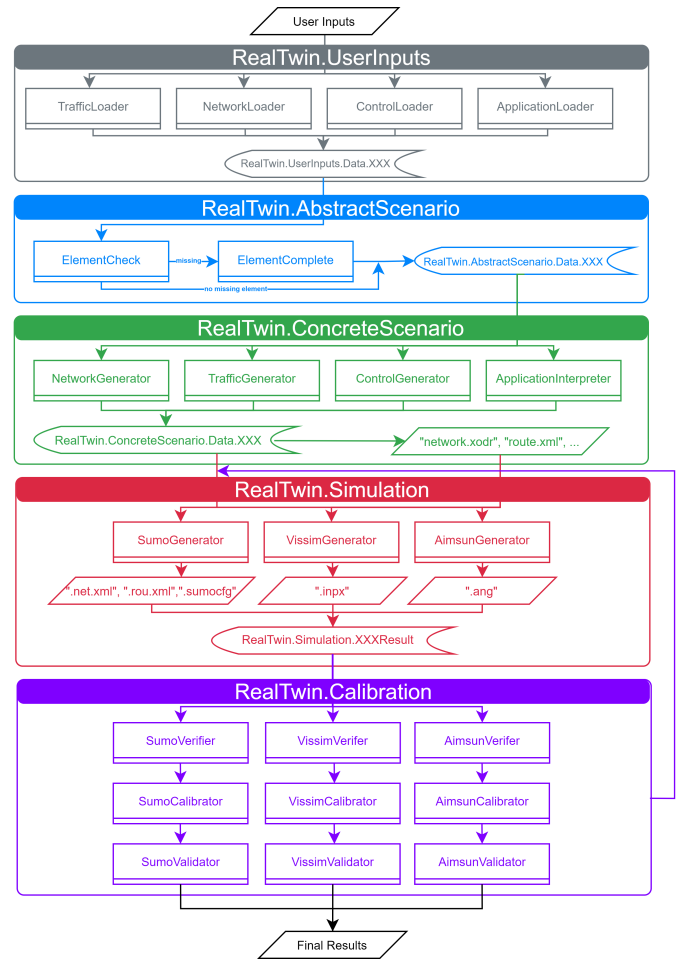 User Inputs
RealTwin.UserInputs
TrafficLoader
NetworkLoader
ControlLoader
ApplicationLoader
RealTwin.UserInputs.Data.XXX
RealTwin.AbstractScenario
ElementCheck
missing
ElementComplete
RealTwin.AbstractScenario.Data.XXX
no missing element
RealTwin.ConcreteScenario
NetworkGenerator
TrafficGenerator
ControlGenerator
ApplicationInterpreter
RealTwin.ConcreteScenario.Data.XXX
"network.xodr", "route.xml", ...
RealTwin.Simulation
SumoGenerator
VissimGenerator
AimsunGenerator
".net.xml", ".rou.xml",".sumocfg"
".inpx"
".ang"
RealTwin.Simulation.XXXResult
RealTwin.Calibration
SumoVerifier
VissimVerifer
AimsunVerifer
SumoCalibrator
VissimCalibrator
AimsunCalibrator
SumoValidator
VissimValidator
AimsunValidator
Final Results